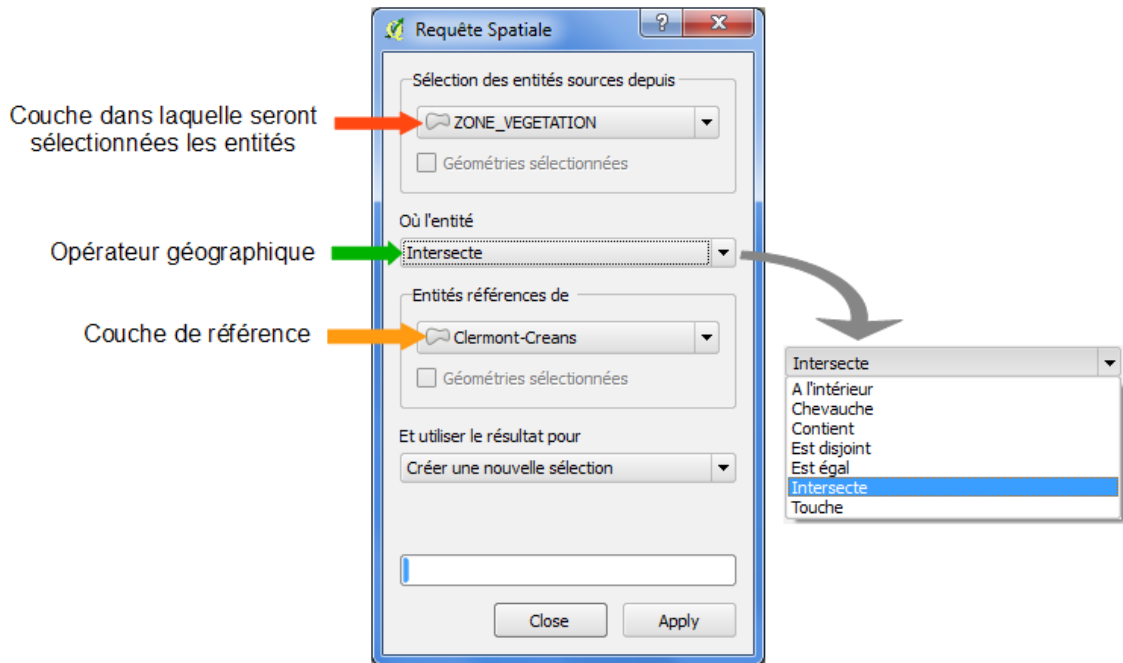 Requête Spatiale
?
X
Sélection des entités sources depuis
Couche dans laquelle seront
sélectionnées les entités
ZONE_VEGETATION
Géométries sélectionnées
Où l'entité
Opérateur géographique
Intersecte
Entités références de
Couche de référence
Clermont-Creans
Géométries sélectionnées
Et utiliser le résultat pour
Créer une nouvelle sélection
Close
Apply
Intersecte
A l'intérieur
Chevauche
Contient
Est disjoint
Est égal
Intersecte
Touche